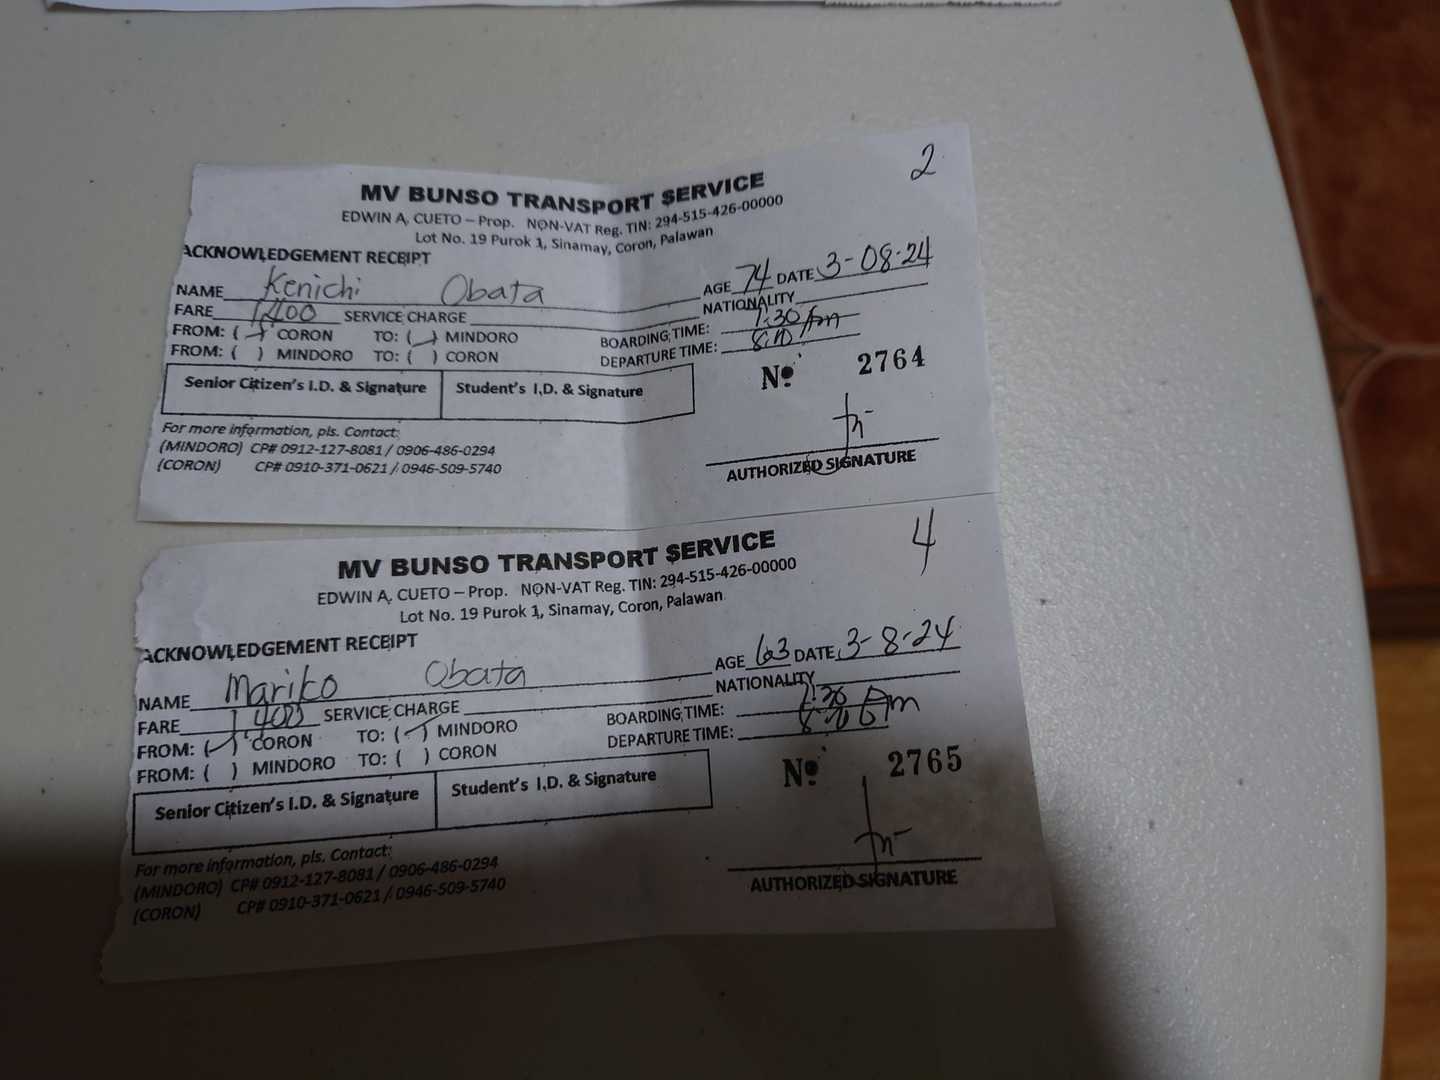 2
MV BUNSO TRANSPORT SERVICE
EDWIN A. CUETO – Prop. NON-VAT Reg. TIN: 294-515-426-00000
Lot No. 19 Purok 1, Sinamay, Coron, Palawan
ACKNOWLEDGEMENT RECEIPT
NAME Kenichi Obata AGE 74 DATE 3-08-24
FARE 1400 SERVICE CHARGE NATIONALITY
FROM: ( ✓ ) CORON TO: ( ✓ ) MINDORO BOARDING TIME: 7:30 Am
FROM: ( ) MINDORO TO: ( ) CORON DEPARTURE TIME:
Senior Citizen's I.D. & Signature Student's I.D. & Signature
Nº 2764
For more information, pls. Contact:
(MINDORO) CP# 0912-127-8081 / 0906-486-0294
(CORON) CP# 0910-371-0621 / 0946-509-5740
AUTHORIZED SIGNATURE
4
MV BUNSO TRANSPORT SERVICE
EDWIN A. CUETO – Prop. NON-VAT Reg. TIN: 294-515-426-00000
Lot No. 19 Purok 1, Sinamay, Coron, Palawan
ACKNOWLEDGEMENT RECEIPT
NAME Mariko Obata AGE 63 DATE 3-8-24
FARE 1400 SERVICE CHARGE NATIONALITY
FROM: ( ✓ ) CORON TO: ( ✓ ) MINDORO BOARDING TIME: 7:30 Am
FROM: ( ) MINDORO TO: ( ) CORON DEPARTURE TIME:
Senior Citizen's I.D. & Signature Student's I.D. & Signature
Nº 2765
For more information, pls. Contact:
(MINDORO) CP# 0912-127-8081 / 0906-486-0294
(CORON) CP# 0910-371-0621 / 0946-509-5740
AUTHORIZED SIGNATURE